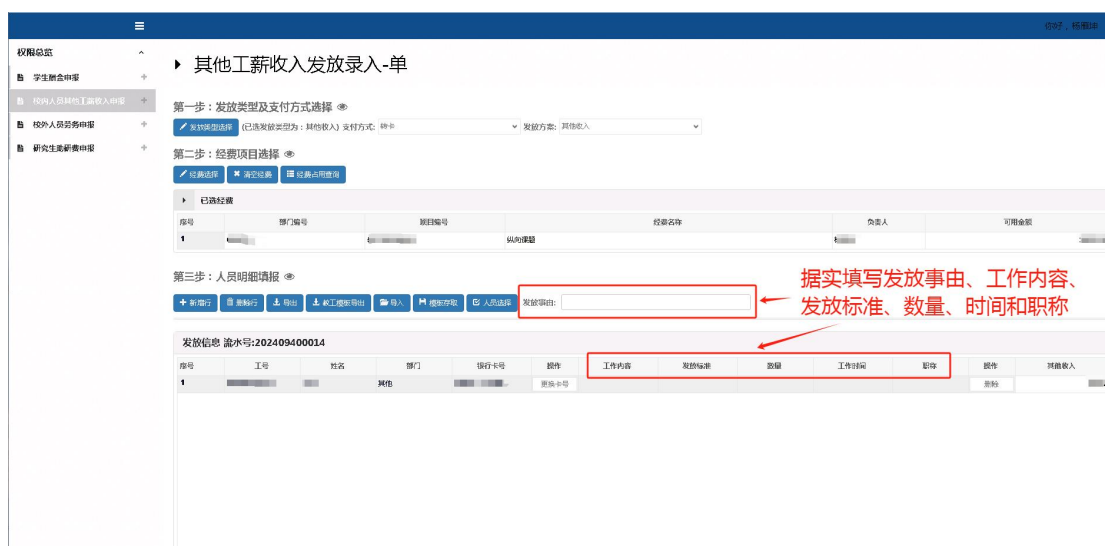 权限总览
学生酬金申报
校内人员其他工薪收入申报
校外人员劳务申报
研究生助研费申报
其他工薪收入发放录入-单
第一步：发放类型及支付方式选择
发放类型选择 (已选发放类型为：其他收入) 支付方式: 转卡 发放方案: 其他收入
第二步：经费项目选择
经费选择 清空经费 经费占用查询
已选经费
序号 部门编号 项目编号 经费名称 负责人 可用金额
1 纵向课题
第三步：人员明细填报
新增行 删除行 导出 教工模板导出 导入 模板存取 人员选择 发放事由:
据实填写发放事由、工作内容、
发放标准、数量、时间和职称
发放信息 流水号:202409400014
序号 工号 姓名 部门 银行卡号 操作 工作内容 发放标准 数量 工作时间 职称 操作 其他收入
1 其他 更换卡号 删除